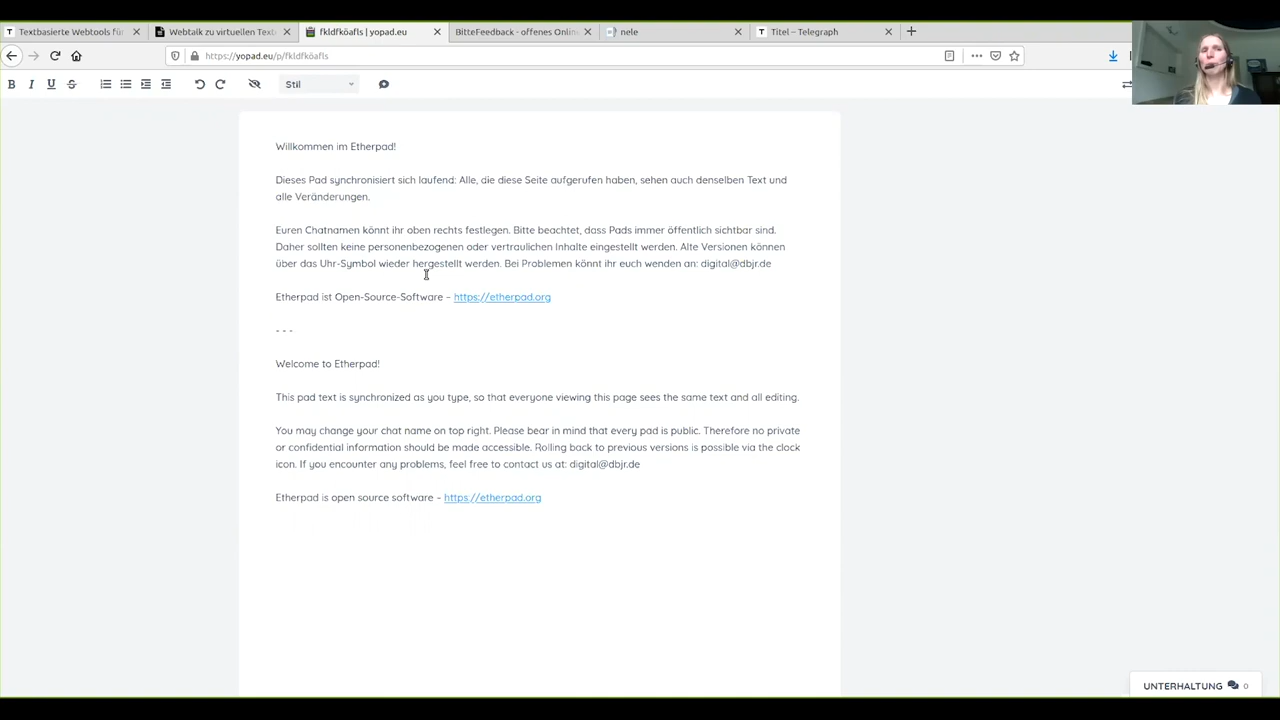 Textbasierte Webtools für
Webtalk zu virtuellen Text
fkldfköafls | yopad.eu
BitteFeedback - offenes Onlin
nele
Titel – Telegraph
https://yopad.eu/p/fkldfköafls
B I U S
Stil
Willkommen im Etherpad!
Dieses Pad synchronisiert sich laufend: Alle, die diese Seite aufgerufen haben, sehen auch denselben Text und
alle Veränderungen.
Euren Chatnamen könnt ihr oben rechts festlegen. Bitte beachtet, dass Pads immer öffentlich sichtbar sind.
Daher sollten keine personenbezogenen oder vertraulichen Inhalte eingestellt werden. Alte Versionen können
über das Uhr-Symbol wieder hergestellt werden. Bei Problemen könnt ihr euch wenden an: digital@dbjr.de
Etherpad ist Open-Source-Software – https://etherpad.org
- - -
Welcome to Etherpad!
This pad text is synchronized as you type, so that everyone viewing this page sees the same text and all editing.
You may change your chat name on top right. Please bear in mind that every pad is public. Therefore no private
or confidential information should be made accessible. Rolling back to previous versions is possible via the clock
icon. If you encounter any problems, feel free to contact us at: digital@dbjr.de
Etherpad is open source software – https://etherpad.org
UNTERHALTUNG 0